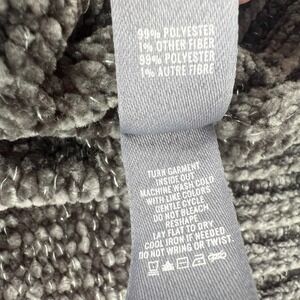 99% POLYESTER
1% OTHER FIBER
99% POLYESTER
1% AUTRE FIBRE
TURN GARMENT
INSIDE OUT
MACHINE WASH COLD
WITH LIKE COLORS
GENTLE CYCLE
DO NOT BLEACH.
RESHAPE
LAY FLAT TO DRY
COOL IRON IF NEEDED
DO NOT WRING OR TWIST.